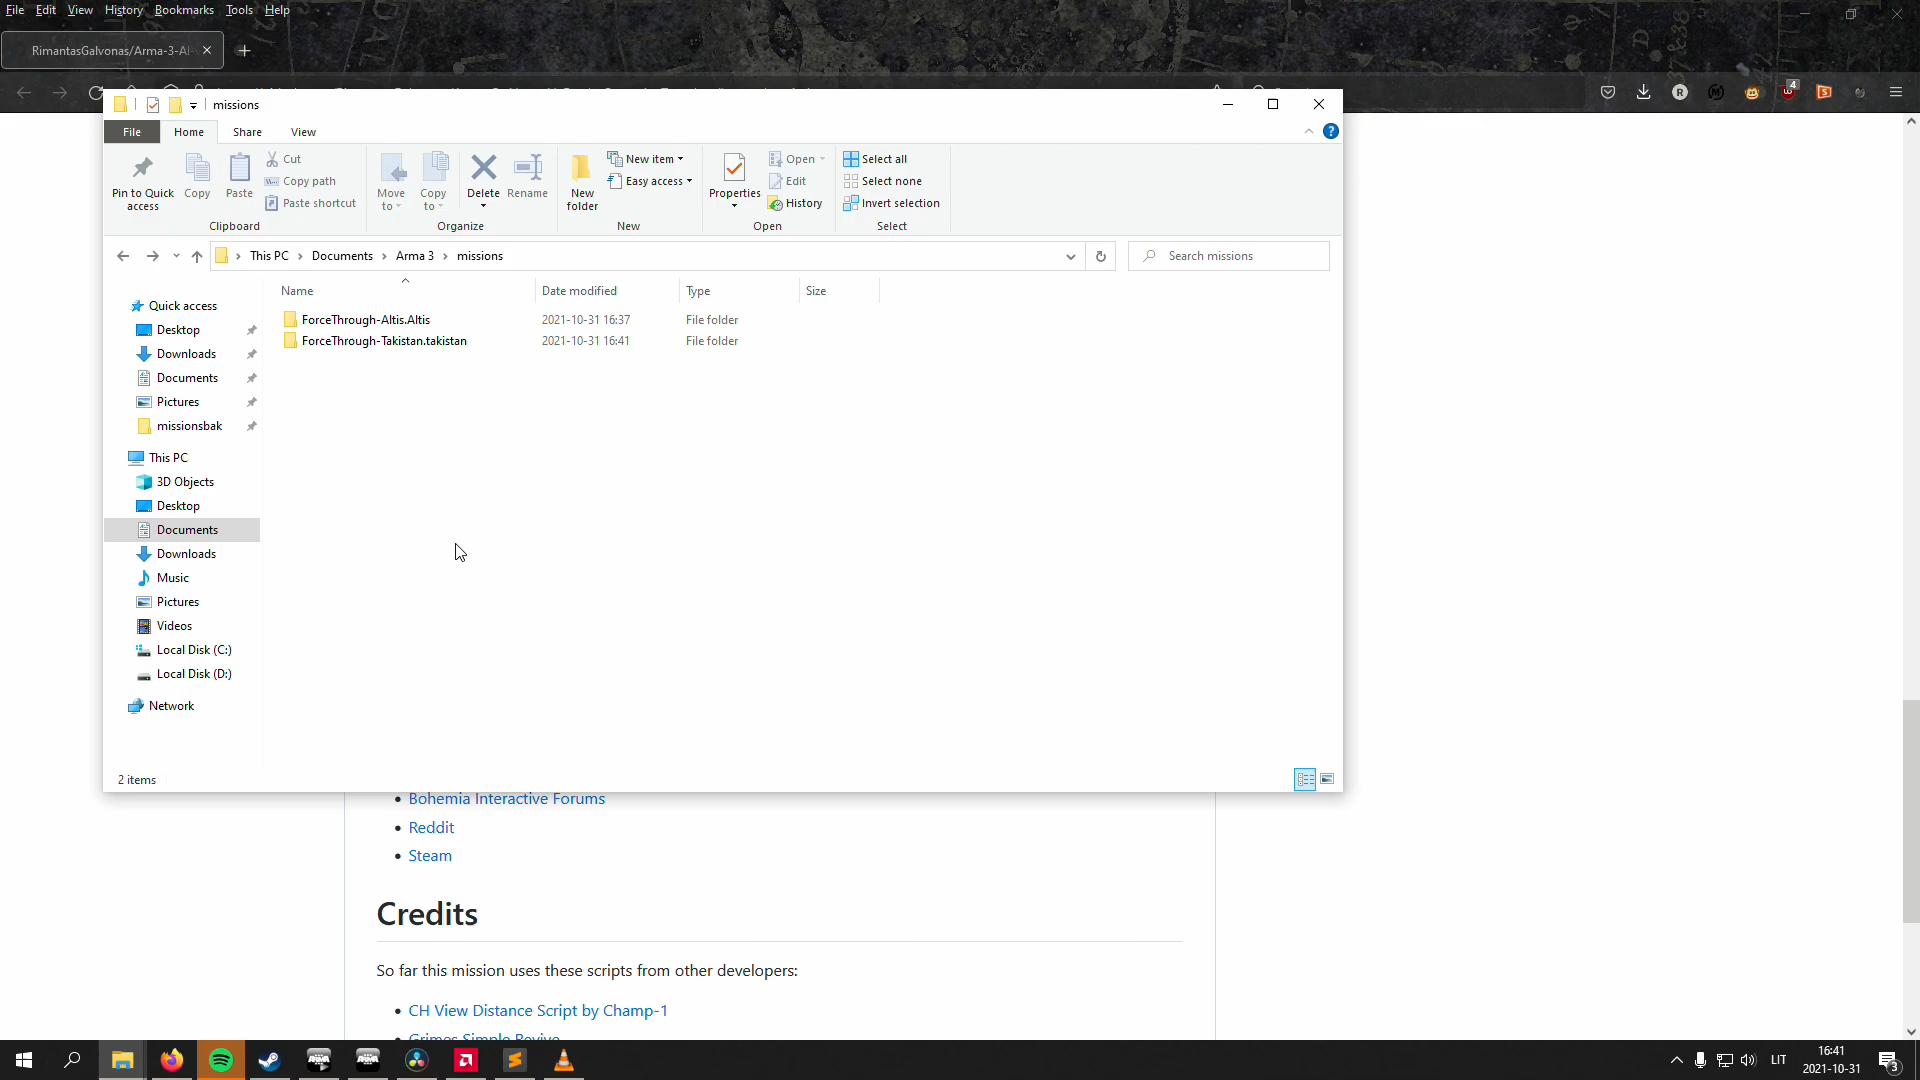 File Edit View History Bookmarks Tools Help
RimantasGalvonas/Arma-3-Al
missions
File Home Share View
Pin to Quick access
Copy
Paste
Cut
Copy path
Paste shortcut
Clipboard
Move to
Copy to
Delete
Rename
Organize
New folder
New item
Easy access
New
Properties
Open
Edit
History
Open
Select all
Select none
Invert selection
Select
This PC > Documents > Arma 3 > missions
Search missions
Name Date modified Type Size
ForceThrough-Altis.Altis 2021-10-31 16:37 File folder
ForceThrough-Takistan.takistan 2021-10-31 16:41 File folder
Quick access
Desktop
Downloads
Documents
Pictures
missionsbak
This PC
3D Objects
Desktop
Documents
Downloads
Music
Pictures
Videos
Local Disk (C:)
Local Disk (D:)
Network
2 items
• Bohemia Interactive Forums
• Reddit
• Steam
Credits
So far this mission uses these scripts from other developers:
• CH View Distance Script by Champ-1
Grimes Simple Revive
LIT
16:41
2021-10-31
3
4